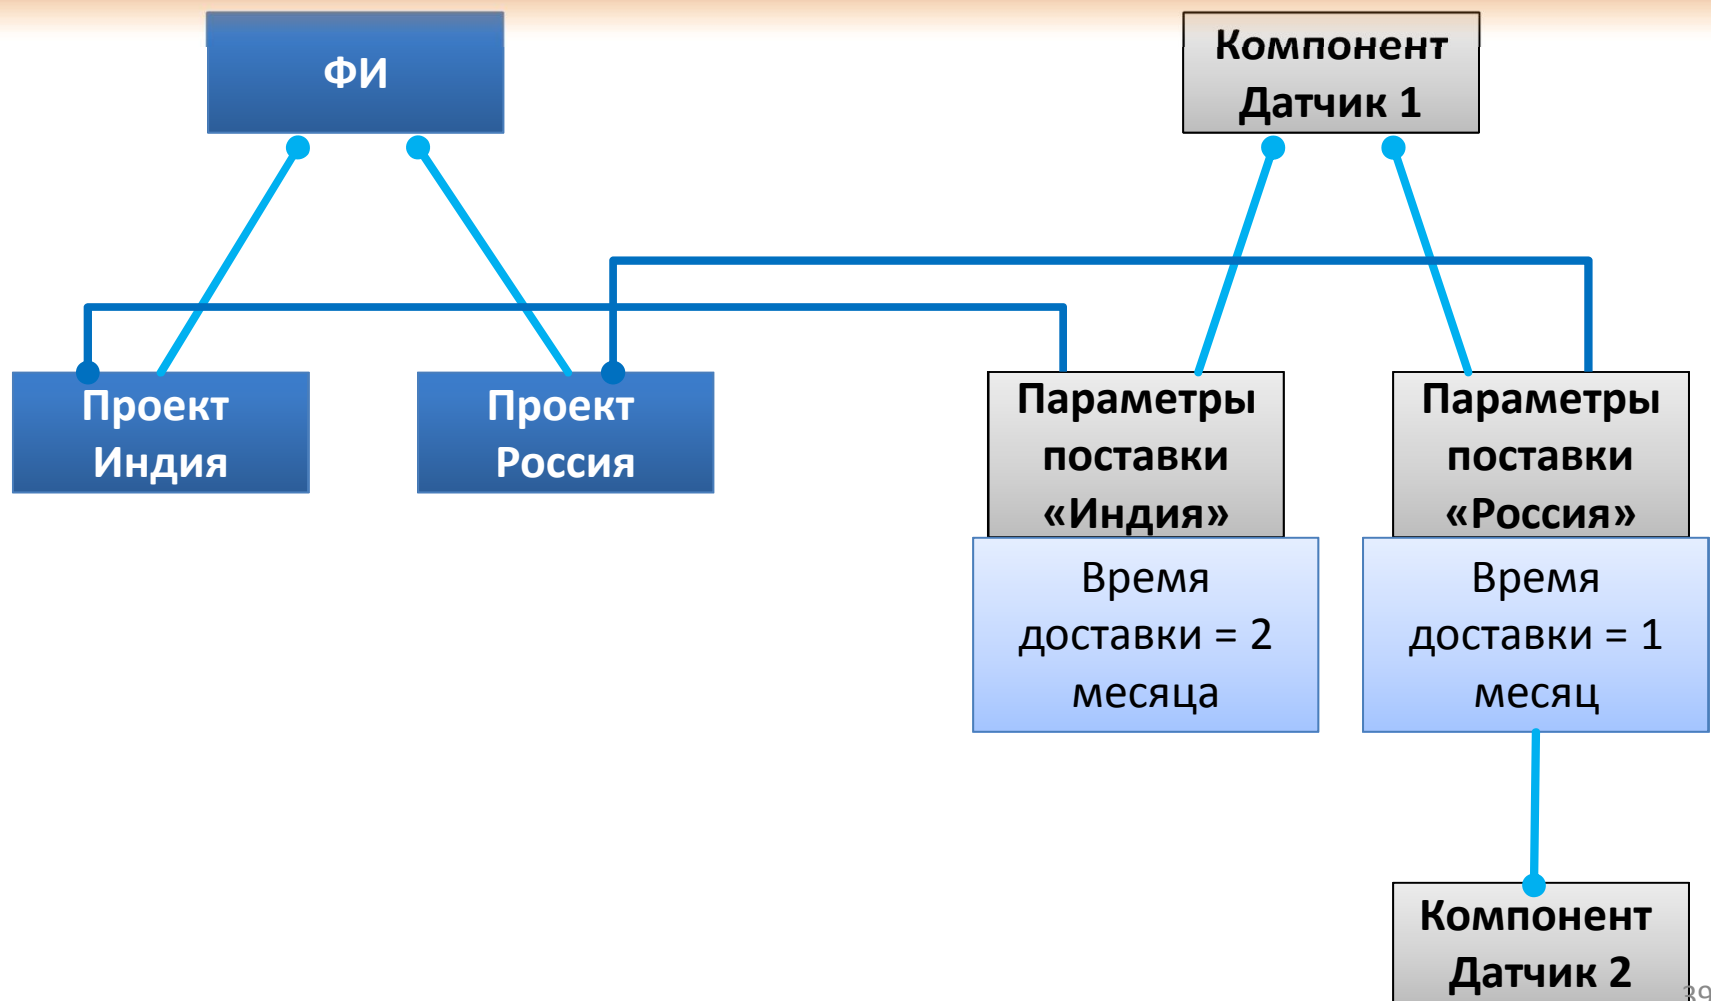 ФИ
Компонент
Датчик 1
Проект
Индия
Проект
Россия
Параметры
поставки
«Индия»
Параметры
поставки
«Россия»
Время
доставки = 2
месяца
Время
доставки = 1
месяц
Компонент
Датчик 2
39